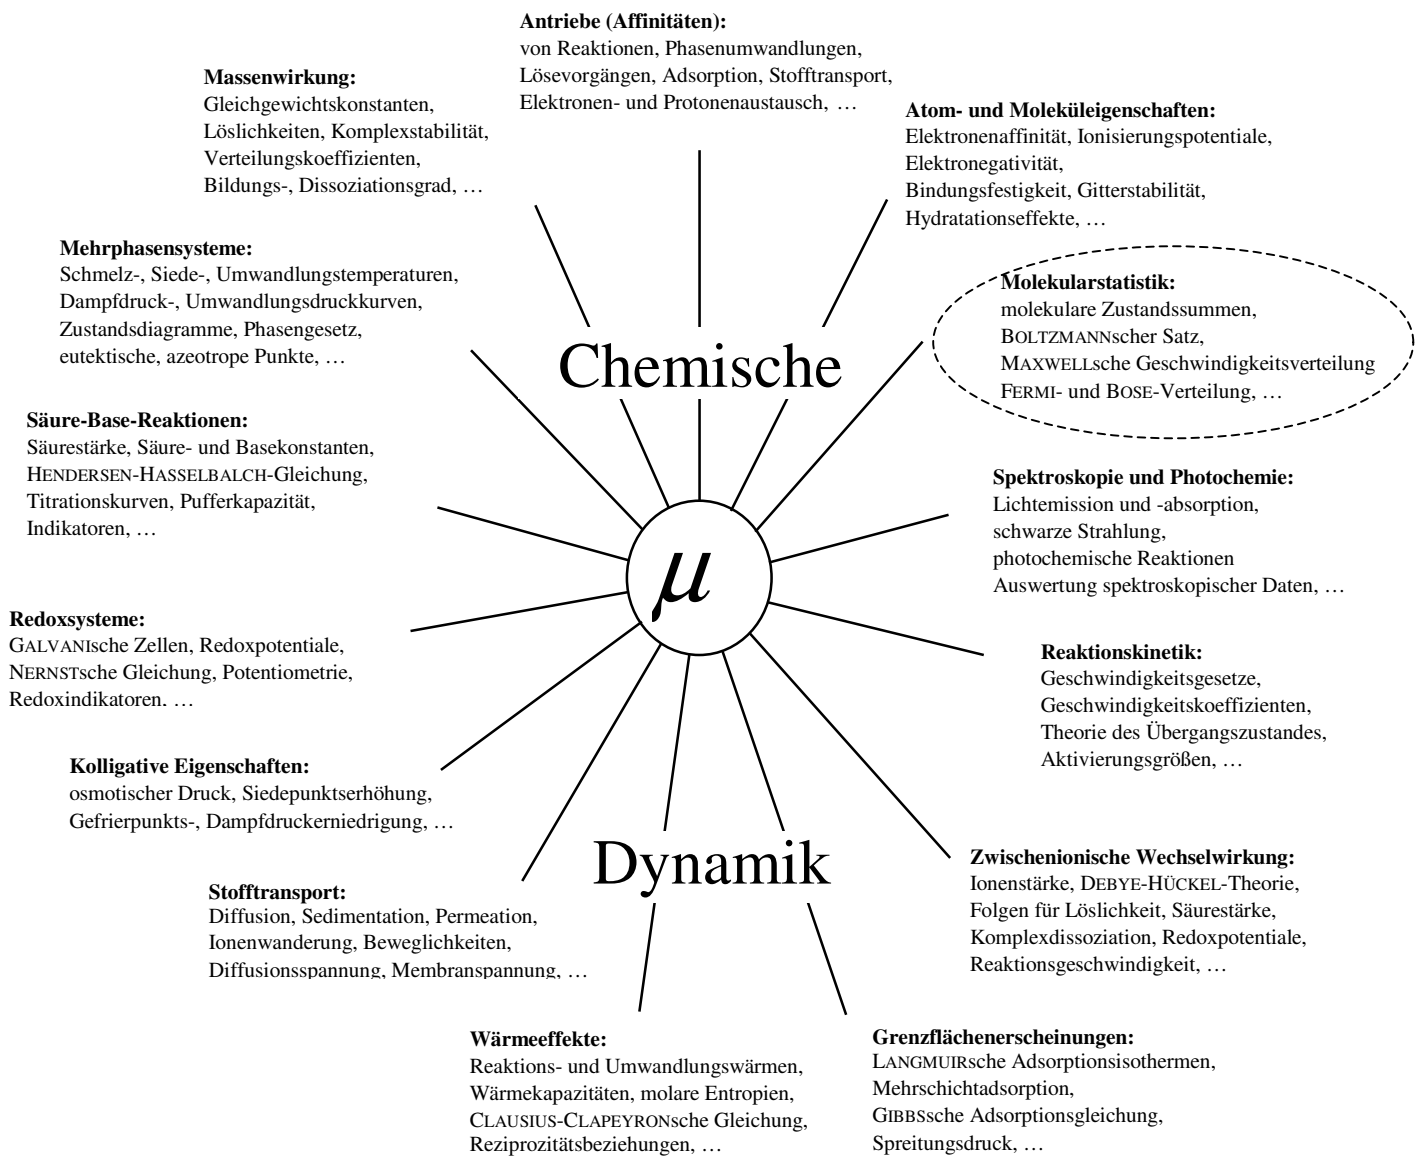 Antriebe (Affinitäten):
von Reaktionen, Phasenumwandlungen,
Lösevorgängen, Adsorption, Stofftransport,
Elektronen- und Protonenaustausch, …
Massenwirkung:
Gleichgewichtskonstanten,
Löslichkeiten, Komplexstabilität,
Verteilungskoeffizienten,
Bildungs-, Dissoziationsgrad, …
Atom- und Moleküleigenschaften:
Elektronenaffinität, Ionisierungspotentiale,
Elektronegativität,
Bindungsfestigkeit, Gitterstabilität,
Hydratationseffekte, …
Mehrphasensysteme:
Schmelz-, Siede-, Umwandlungstemperaturen,
Dampfdruck-, Umwandlungsdruckkurven,
Zustandsdiagramme, Phasengesetz,
eutektische, azeotrope Punkte, …
Molekularstatistik:
molekulare Zustandssummen,
BOLTZMANNscher Satz,
MAXWELLsche Geschwindigkeitsverteilung
FERMI- und BOSE-Verteilung, …
Chemische
Säure-Base-Reaktionen:
Säurestärke, Säure- und Basekonstanten,
HENDERSEN-HASSELBALCH-Gleichung,
Titrationskurven, Pufferkapazität,
Indikatoren, …
Spektroskopie und Photochemie:
Lichtemission und -absorption,
schwarze Strahlung,
photochemische Reaktionen
Auswertung spektroskopischer Daten, …
μ
Redoxsysteme:
GALVANIsche Zellen, Redoxpotentiale,
NERNSTsche Gleichung, Potentiometrie,
Redoxindikatoren, …
Reaktionskinetik:
Geschwindigkeitsgesetze,
Geschwindigkeitskoeffizienten,
Theorie des Übergangszustandes,
Aktivierungsgrößen, …
Kolligative Eigenschaften:
osmotischer Druck, Siedepunktserhöhung,
Gefrierpunkts-, Dampfdruckerniedrigung, …
Dynamik
Zwischenionische Wechselwirkung:
Ionenstärke, DEBYE-HÜCKEL-Theorie,
Folgen für Löslichkeit, Säurestärke,
Komplexdissoziation, Redoxpotentiale,
Reaktionsgeschwindigkeit, …
Stofftransport:
Diffusion, Sedimentation, Permeation,
Ionenwanderung, Beweglichkeiten,
Diffusionsspannung, Membranspannung, …
Wärmeeffekte:
Reaktions- und Umwandlungswärmen,
Wärmekapazitäten, molare Entropien,
CLAUSIUS-CLAPEYRONsche Gleichung,
Reziprozitätsbeziehungen, …
Grenzflächenerscheinungen:
LANGMUIRsche Adsorptionsisothermen,
Mehrschichtadsorption,
GIBBSsche Adsorptionsgleichung,
Spreitungsdruck, …